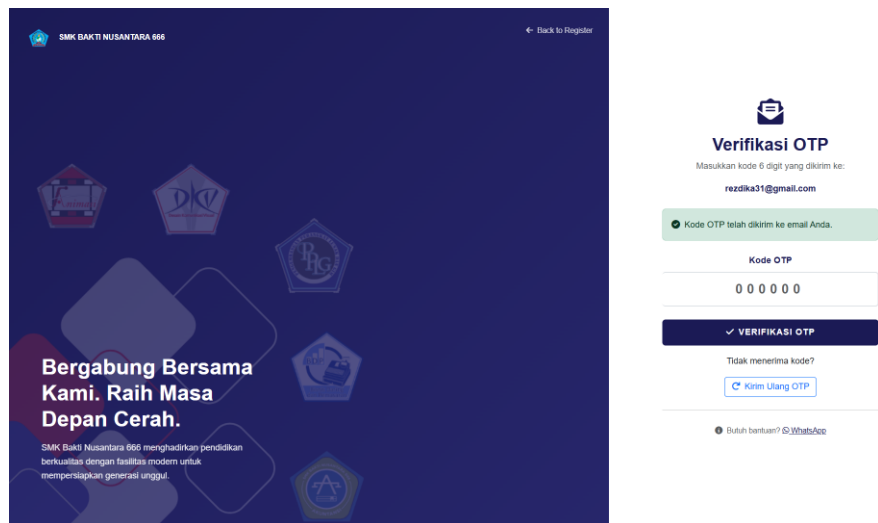 SMK BAKTI NUSANTARA 666
← Back to Register
DKV
PRG
Bergabung Bersama
Kami. Raih Masa
Depan Cerah.
SMK Bakti Nusantara 666 menghadirkan pendidikan
berkualitas dengan fasilitas modern untuk
mempersiapkan generasi unggul.
Verifikasi OTP
Masukkan kode 6 digit yang dikirim ke:
rezdika31@gmail.com
Kode OTP telah dikirim ke email Anda.
Kode OTP
000000
VERIFIKASI OTP
Tidak menerima kode?
Kirim Ulang OTP
Butuh bantuan? WhatsApp